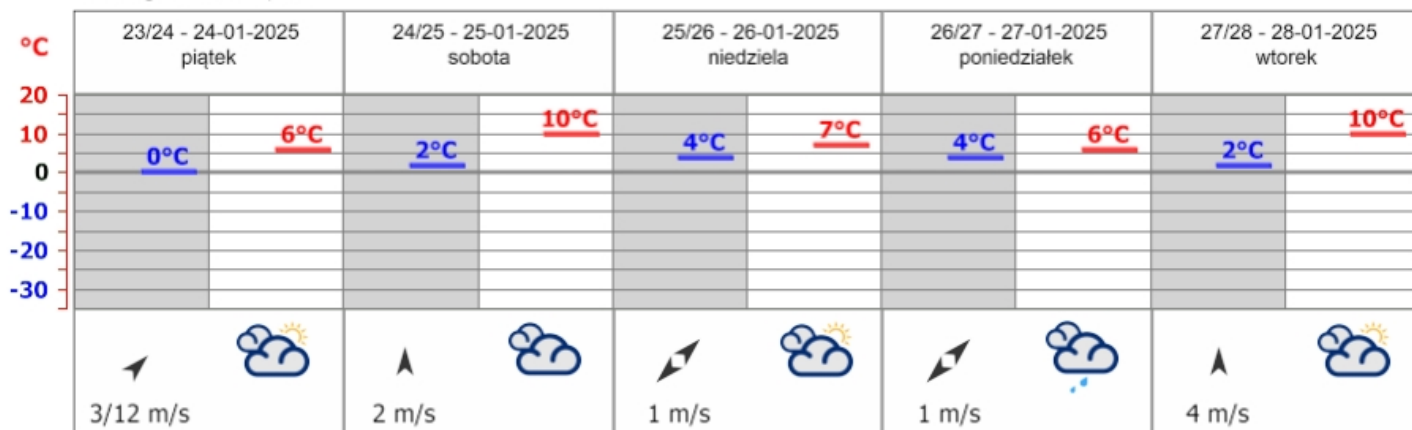 °C
23/24 - 24-01-2025
piątek
24/25 - 25-01-2025
sobota
25/26 - 26-01-2025
niedziela
26/27 - 27-01-2025
poniedziałek
27/28 - 28-01-2025
wtorek
20
10
0
-10
-20
-30
0°C
6°C
2°C
10°C
4°C
7°C
4°C
6°C
2°C
10°C
3/12 m/s
2 m/s
1 m/s
1 m/s
4 m/s